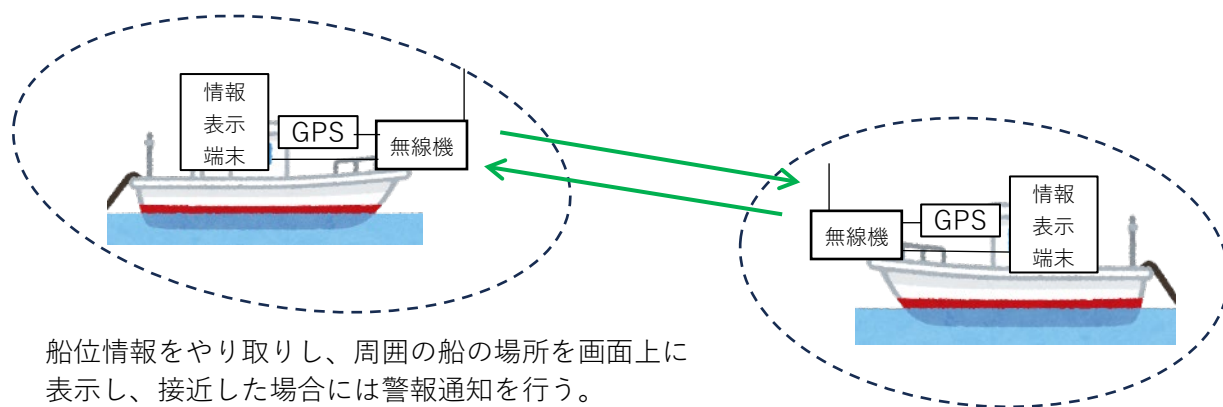 情報
表示
端末
GPS
無線機
無線機
GPS
情報
表示
端末
船位情報をやり取りし、周囲の船の場所を画面上に
表示し、接近した場合には警報通知を行う。